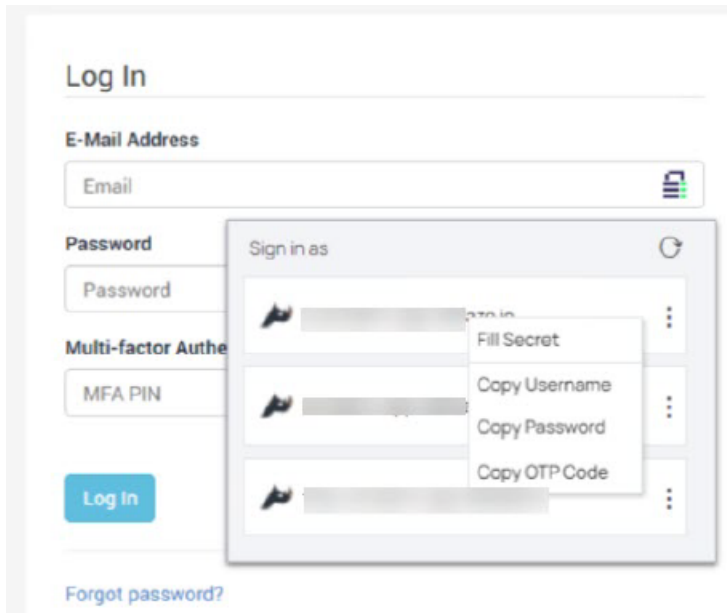 Log In
E-Mail Address
Email
Password
Sign in as
Password
Fill Secret
Multi-factor Authe
Copy Username
MFA PIN
Copy Password
Copy OTP Code
Log In
Forgot password?